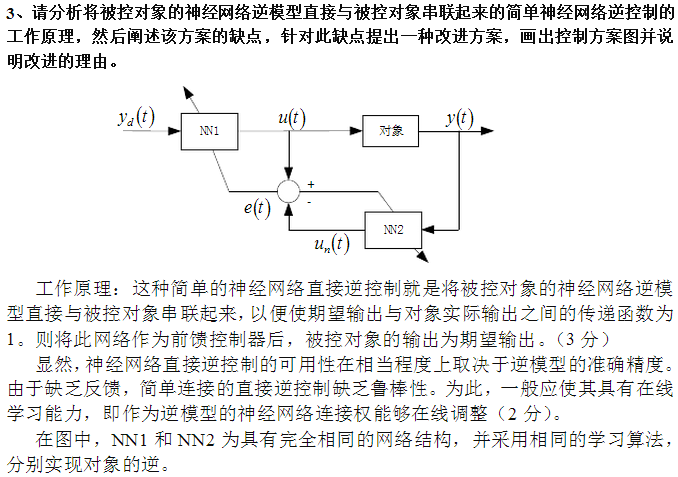 3、请分析将被控对象的神经网络逆模型直接与被控对象串联起来的简单神经网络逆控制的
工作原理，然后阐述该方案的缺点，针对此缺点提出一种改进方案，画出控制方案图并说
明改进的理由。
y_d(t)
NN1
u(t)
对象
y(t)
+
-
e(t)
NN2
u_n(t)
工作原理：这种简单的神经网络直接逆控制就是将被控对象的神经网络逆模
型直接与被控对象串联起来，以便使期望输出与对象实际输出之间的传递函数为
1。则将此网络作为前馈控制器后，被控对象的输出为期望输出。（3 分）
显然，神经网络直接逆控制的可用性在相当程度上取决于逆模型的准确精度。
由于缺乏反馈，简单连接的直接逆控制缺乏鲁棒性。为此，一般应使其具有在线
学习能力，即作为逆模型的神经网络连接权能够在线调整（2 分）。
在图中，NN1 和 NN2 为具有完全相同的网络结构，并采用相同的学习算法，
分别实现对象的逆。